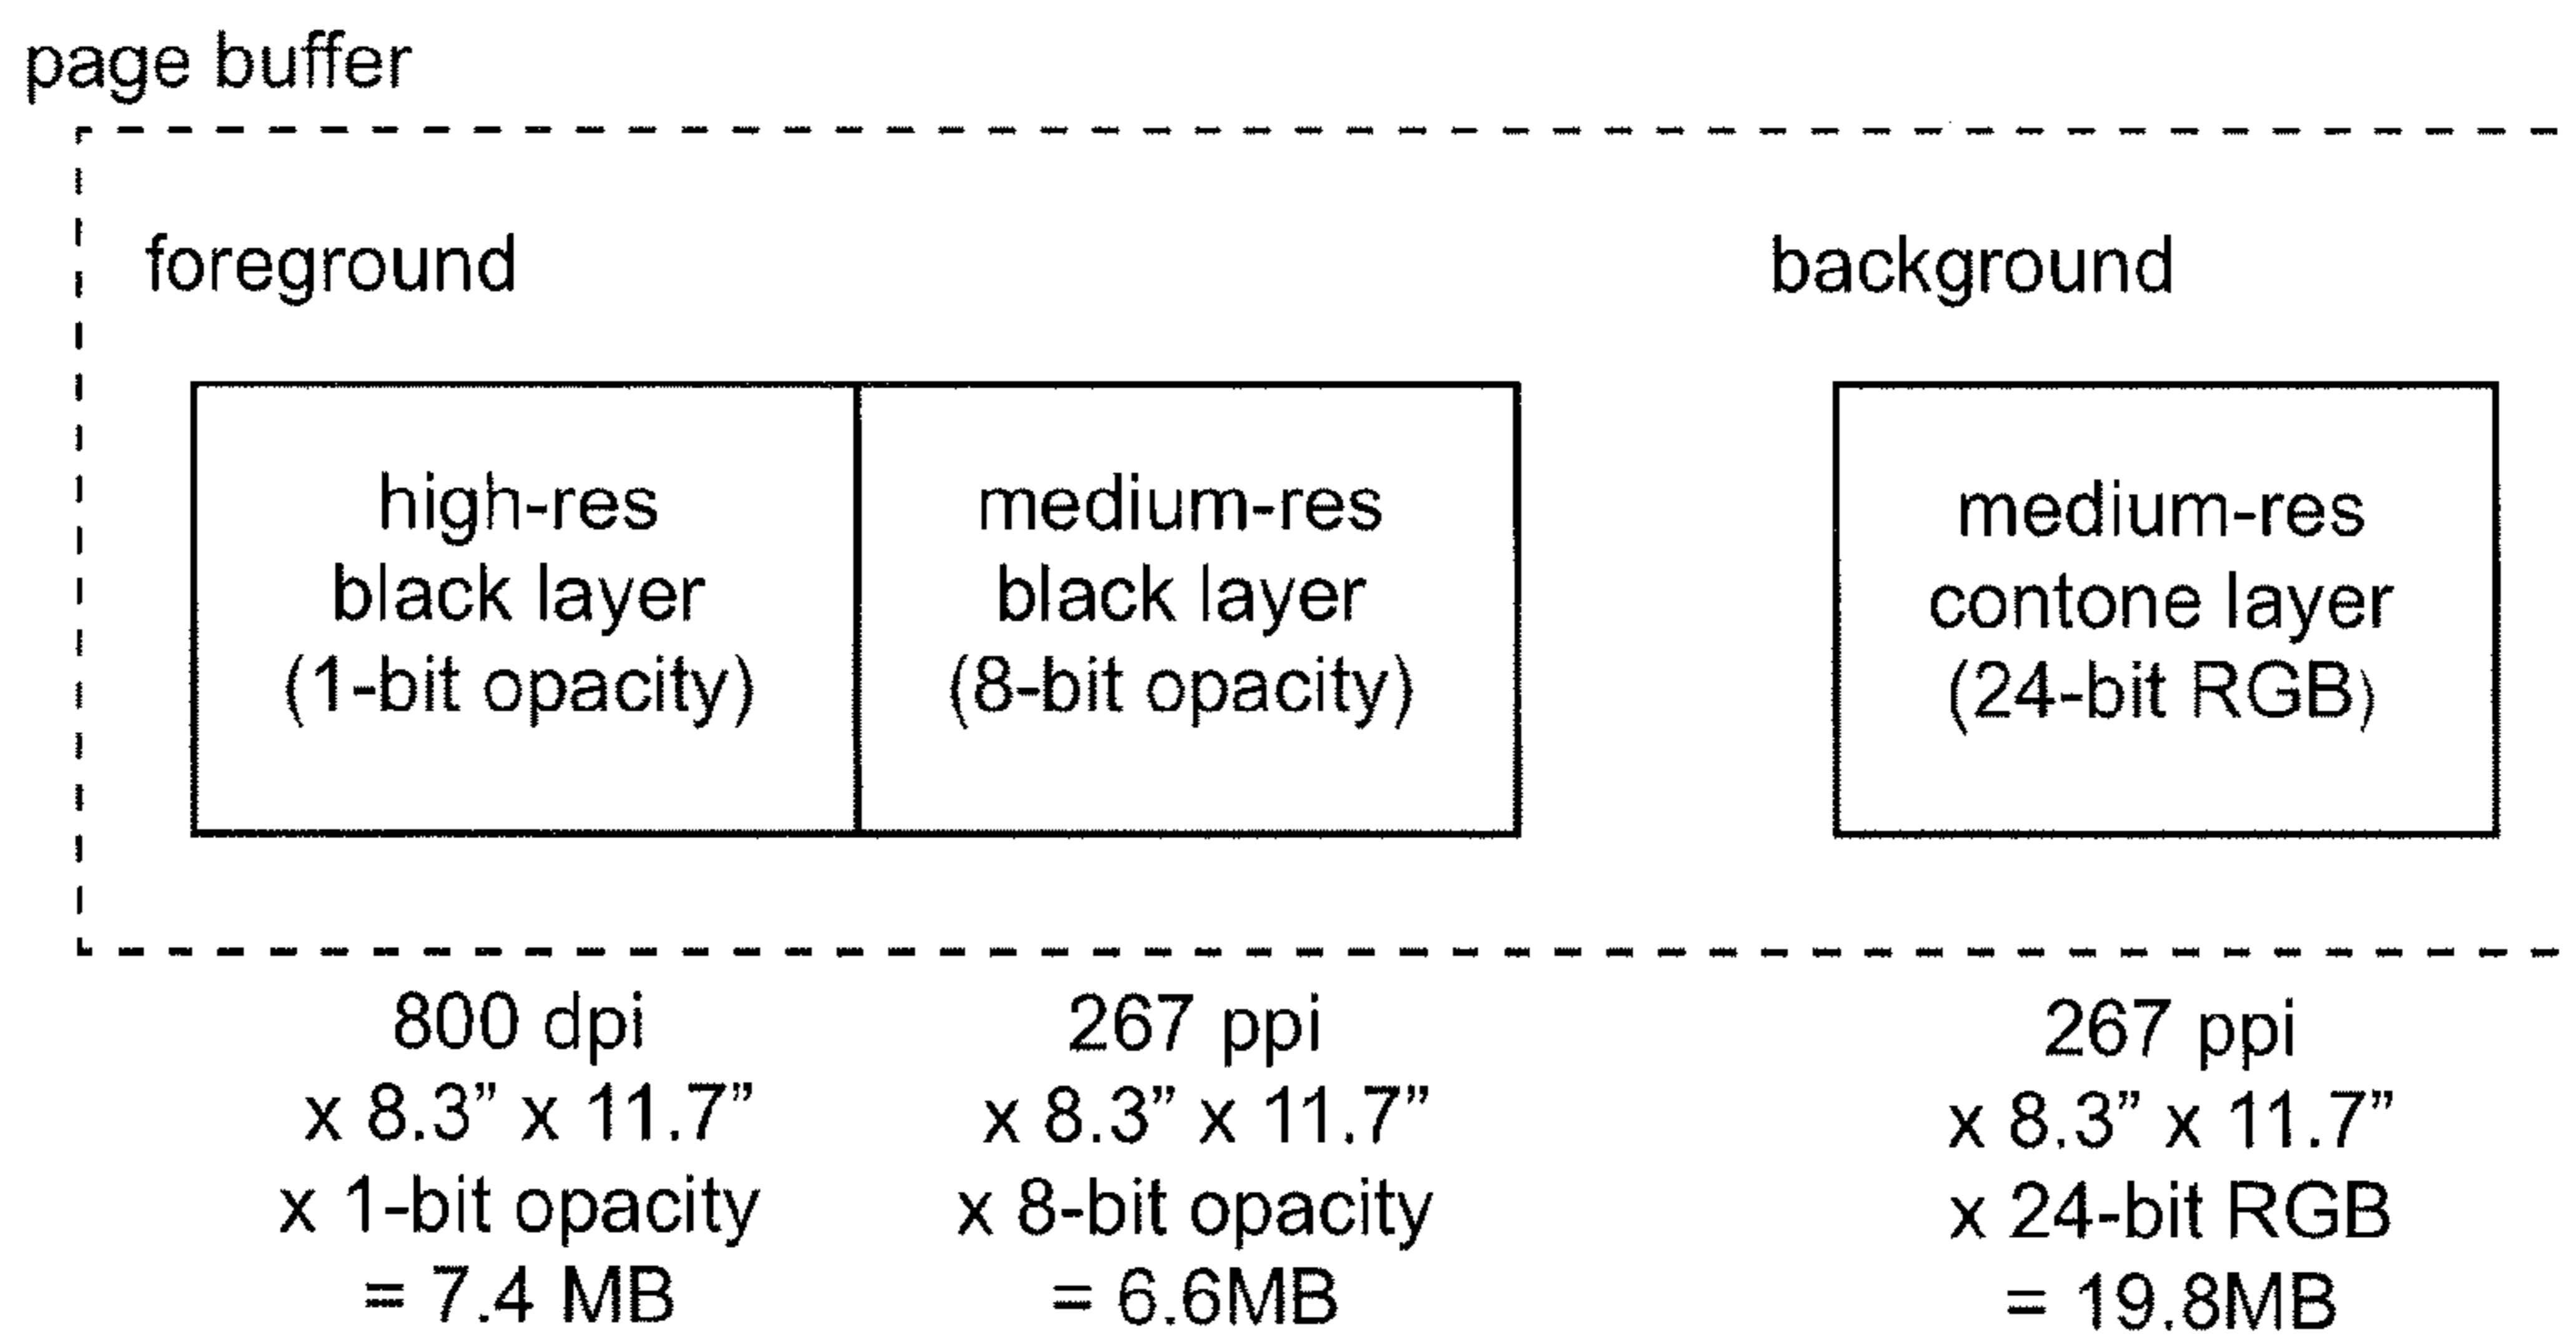 page buffer
foreground
background
high-res
black layer
(1-bit opacity)
medium-res
black layer
(8-bit opacity)
medium-res
contone layer
(24-bit RGB)
800 dpi
x 8.3” x 11.7”
x 1-bit opacity
= 7.4 MB
267 ppi
x 8.3” x 11.7”
x 8-bit opacity
= 6.6MB
267 ppi
x 8.3” x 11.7”
x 24-bit RGB
= 19.8MB